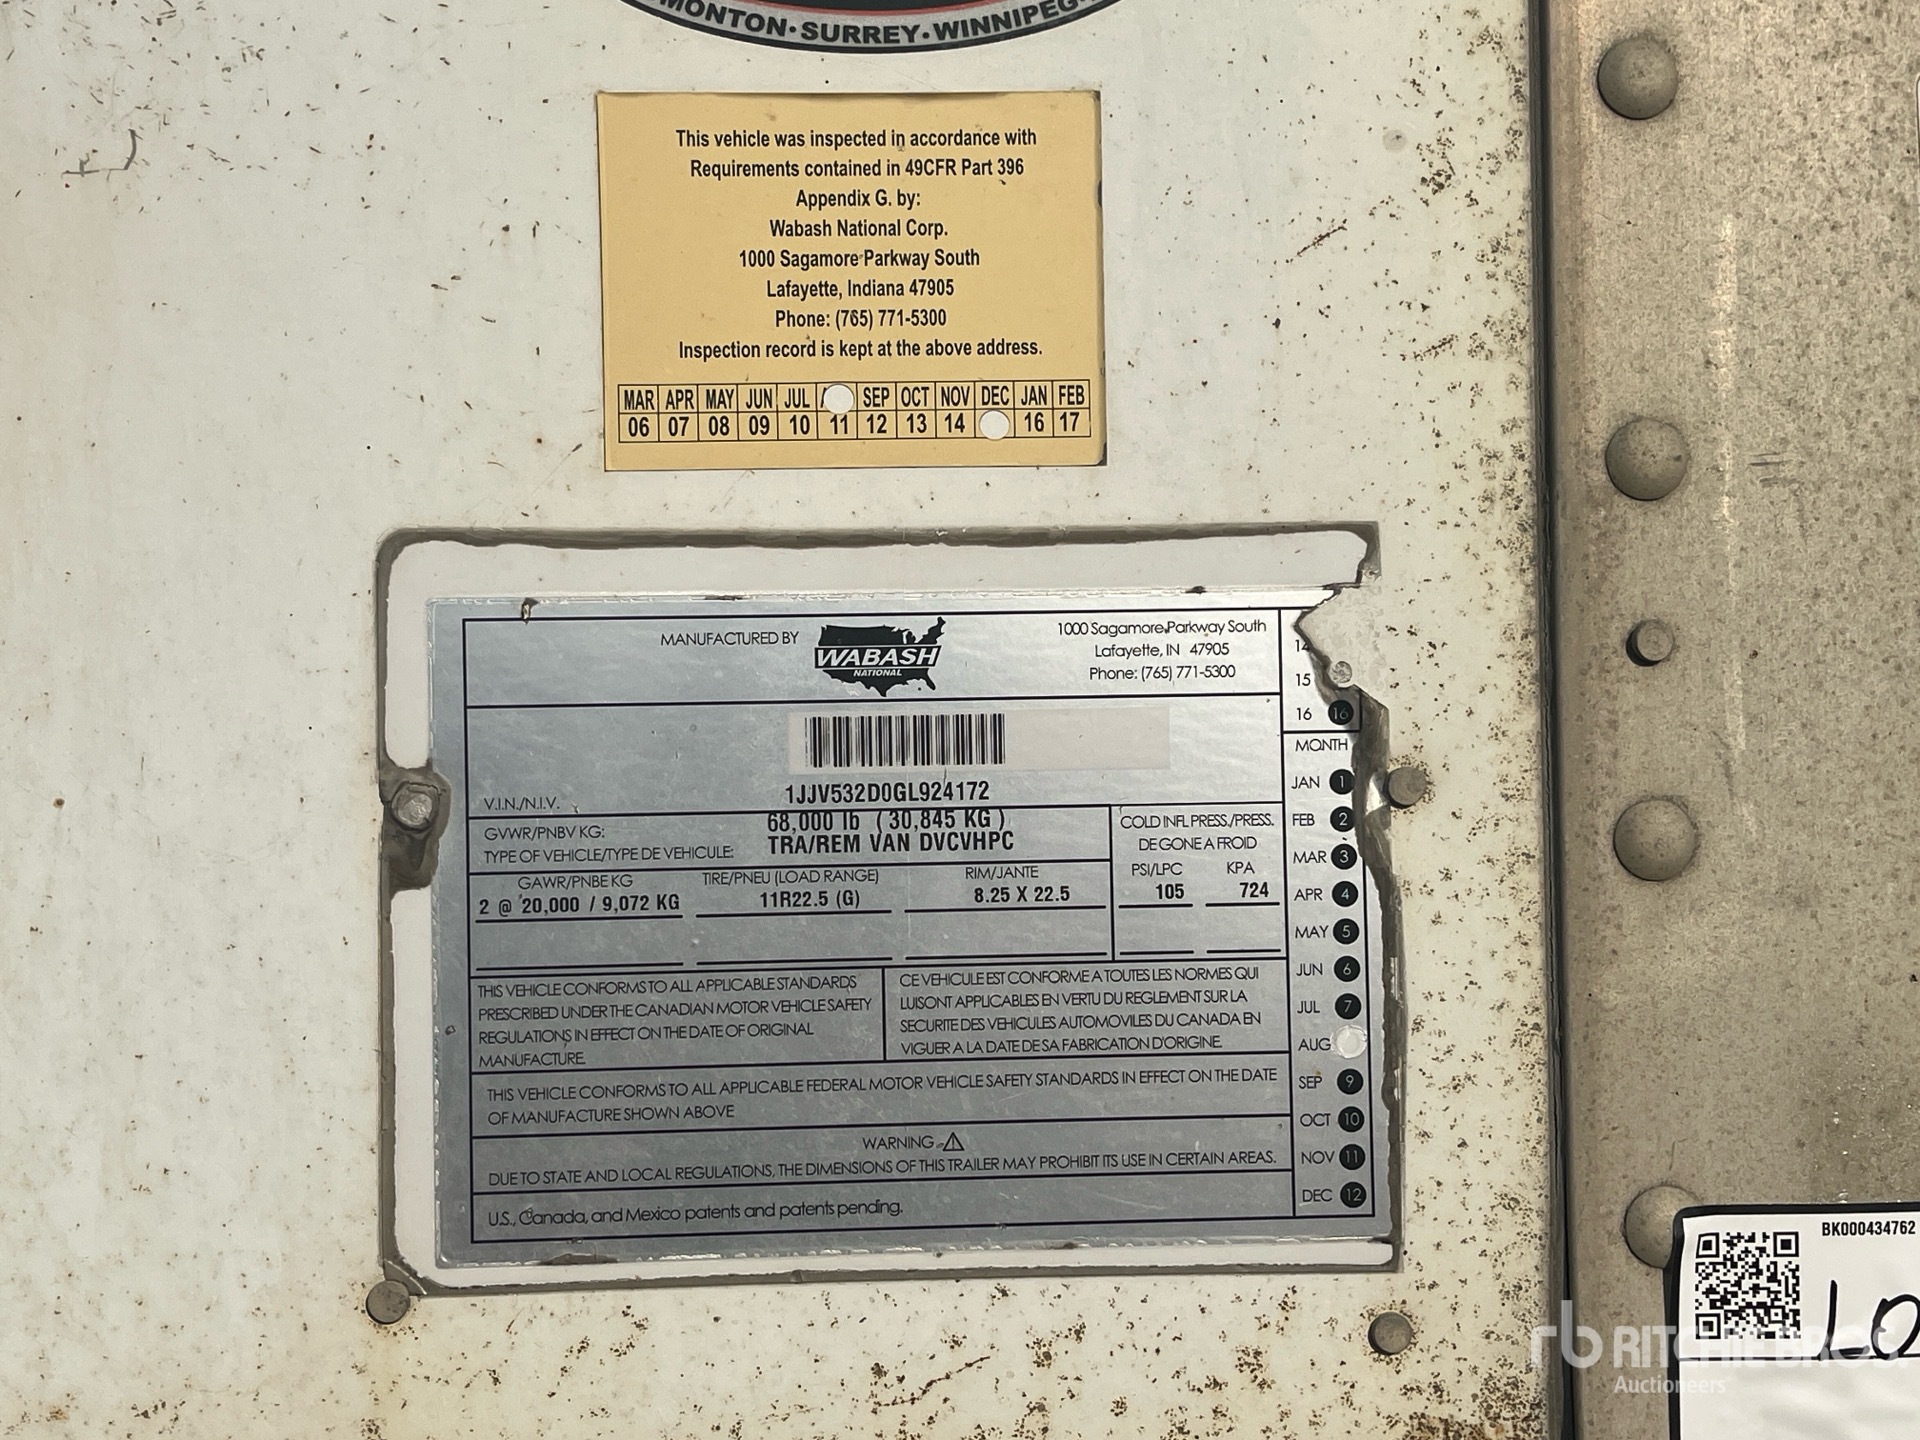 MONTON·SURREY·WINNIPEG
This vehicle was inspected in accordance with
Requirements contained in 49CFR Part 396
Appendix G. by:
Wabash National Corp.
1000 Sagamore Parkway South
Lafayette, Indiana 47905
Phone: (765) 771-5300
Inspection record is kept at the above address.
MAR APR MAY JUN JUL SEP OCT NOV DEC JAN FEB
06 07 08 09 10 11 12 13 14 16 17
MANUFACTURED BY
WABASH
NATIONAL
1000 Sagamore Parkway South
Lafayette, IN 47905
Phone: (765) 771-5300
14
15
16 16
V.I.N./N.I.V. 1JJV532D0GL924172
GVWR/PNBV KG: 68,000 lb (30,845 KG)
TYPE OF VEHICLE/TYPE DE VEHICULE: TRA/REM VAN DVCVHPC
COLD INFL PRESS./PRESS.
DE GONE A FROID
GAWR/PNBE KG TIRE/PNEU (LOAD RANGE) RIM/JANTE PSI/LPC KPA
2 @ 20,000 / 9,072 KG 11R22.5 (G) 8.25 X 22.5 105 724
THIS VEHICLE CONFORMS TO ALL APPLICABLE STANDARDS
PRESCRIBED UNDER THE CANADIAN MOTOR VEHICLE SAFETY
REGULATIONS IN EFFECT ON THE DATE OF ORIGINAL
MANUFACTURE.
CE VEHICULE EST CONFORME A TOUTES LES NORMES QUI
LUI SONT APPLICABLES EN VERTU DU REGLEMENT SUR LA
SECURITE DES VEHICULES AUTOMOVILES DU CANADA EN
VIGUER A LA DATE DE SA FABRICATION D'ORIGINE.
THIS VEHICLE CONFORMS TO ALL APPLICABLE FEDERAL MOTOR VEHICLE SAFETY STANDARDS IN EFFECT ON THE DATE
OF MANUFACTURE SHOWN ABOVE
WARNING
DUE TO STATE AND LOCAL REGULATIONS, THE DIMENSIONS OF THIS TRAILER MAY PROHIBIT ITS USE IN CERTAIN AREAS.
U.S., Canada, and Mexico patents and patents pending.
MONTH
JAN 1
FEB 2
MAR 3
APR 4
MAY 5
JUN 6
JUL 7
AUG
SEP 9
OCT 10
NOV 11
DEC 12
BK000434762
rb RITCHIE BROS
Auctioneers